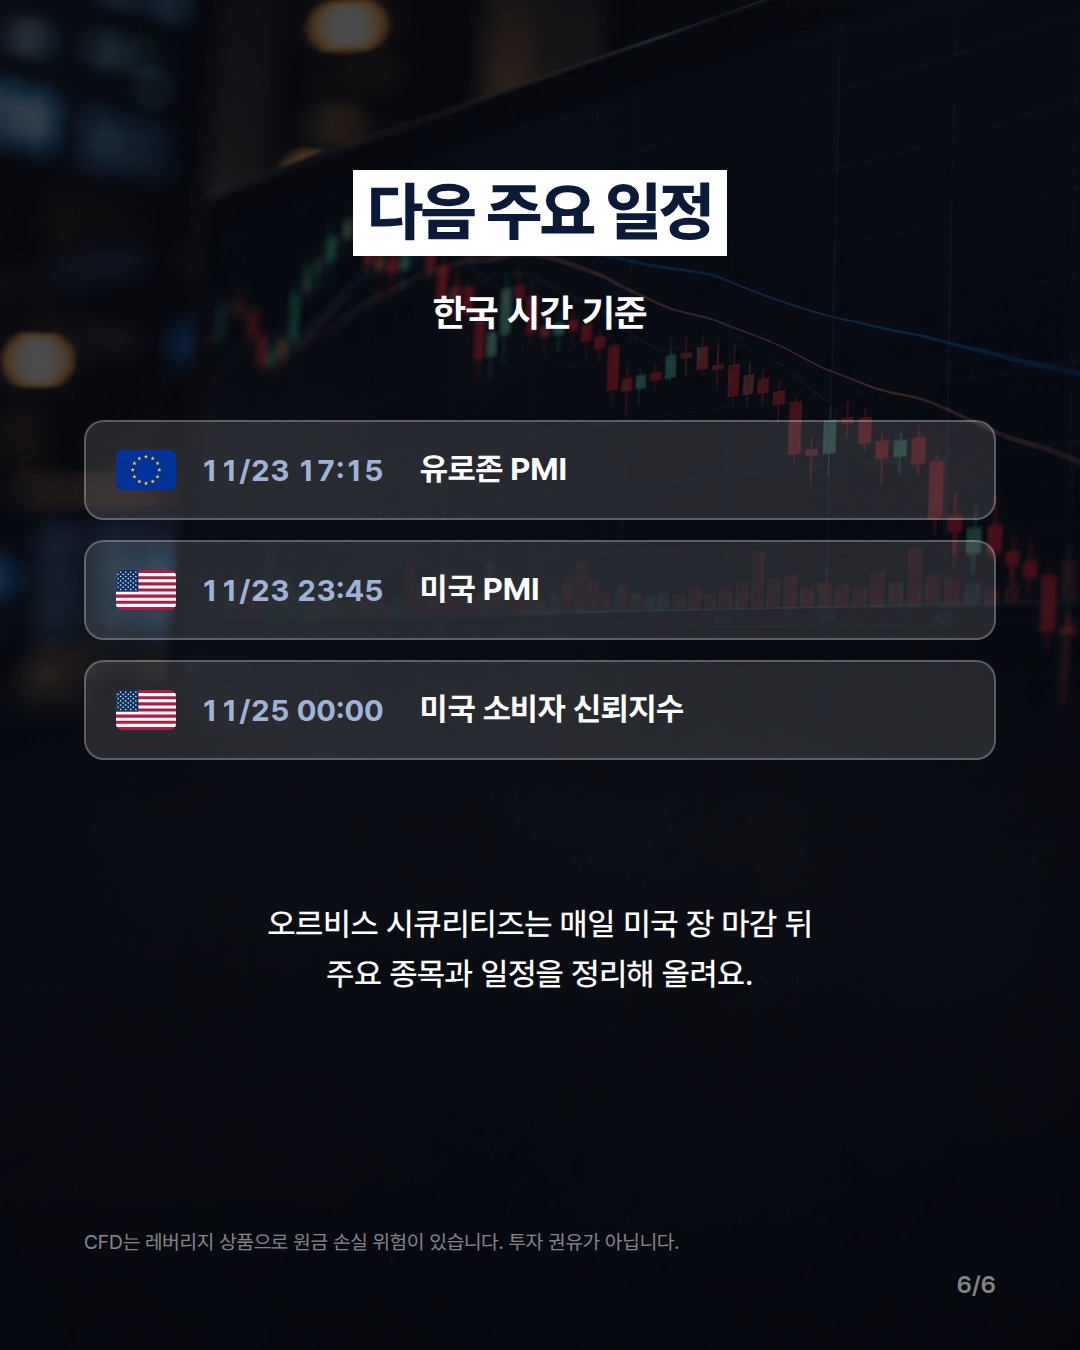 다음 주요 일정
한국 시간 기준
11/23 17:15 유로존 PMI
11/23 23:45 미국 PMI
11/25 00:00 미국 소비자 신뢰지수
오르비스 시큐리티즈는 매일 미국 장 마감 뒤
주요 종목과 일정을 정리해 올려요.
CFD는 레버리지 상품으로 원금 손실 위험이 있습니다. 투자 권유가 아닙니다.
6/6